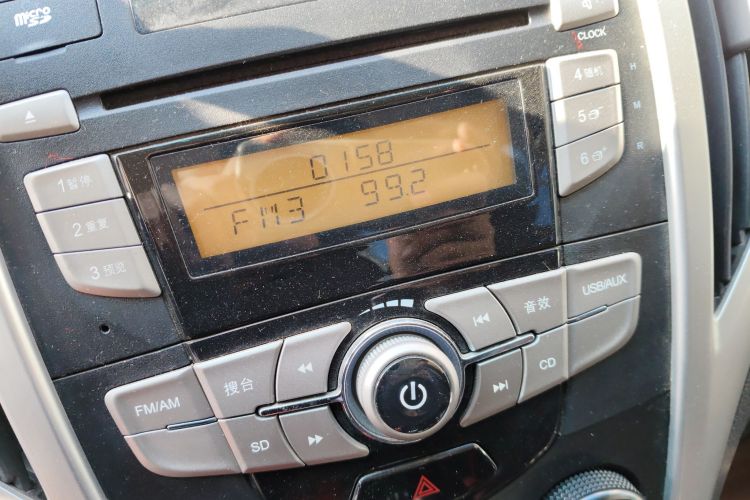 micro
SD
CLOCK
4 随机 H
5 M
6 R
0158
FM3 99.2
1 暂停
2 重复
3 预览
音效
USB/AUX
CD
FM/AM
搜台
SD